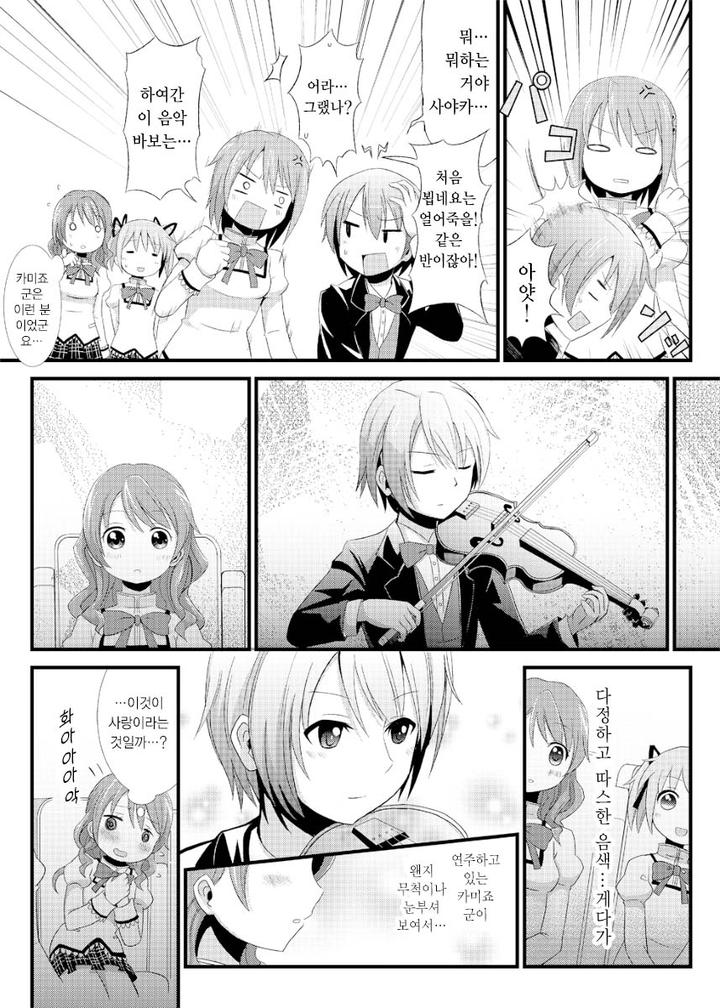 빠
카
아얏!
뭐…
뭐하는
거야
사야카…
처음
뵙네요는
얼어죽을!
같은
반이잖아!
어라…
그랬나?
하여간
이 음악
바보는…
카미죠
군은
이런 분
이었군
요…
다정하고 따스한 음색…게다가
연주하고
있는
카미죠
군이
왠지
무척이나
눈부셔
보여서…
…이것이
사랑이라는
것일까…?
화아아아악